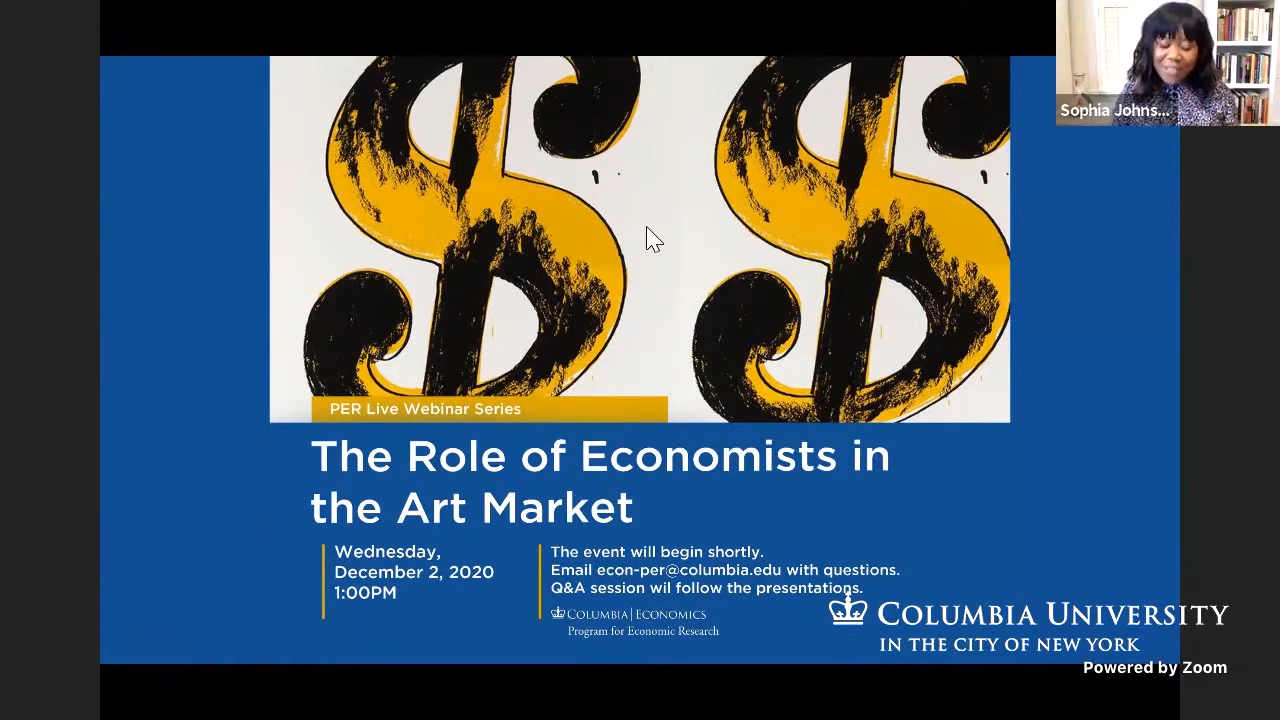 Sophia Johns...
PER Live Webinar Series
The Role of Economists in
the Art Market
Wednesday,
December 2, 2020
1:00PM
The event will begin shortly.
Email econ-per@columbia.edu with questions.
Q&A session wil follow the presentations.
COLUMBIA | ECONOMICS
Program for Economic Research
COLUMBIA UNIVERSITY
IN THE CITY OF NEW YORK
Powered by Zoom